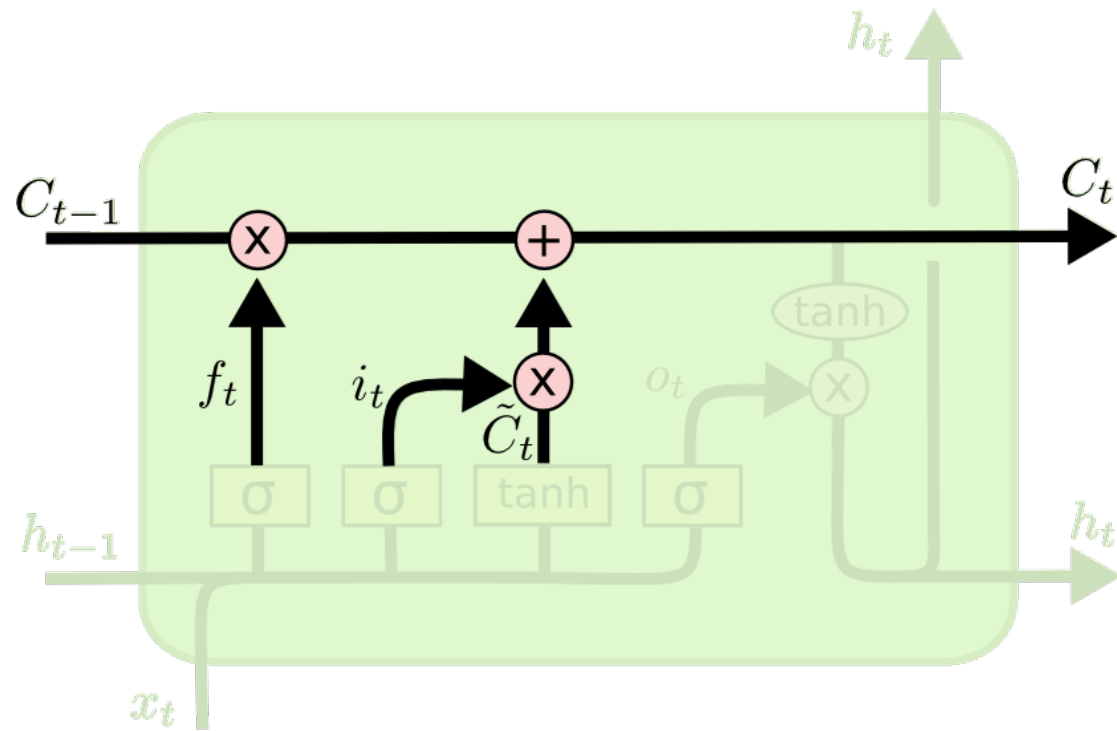 h_t
C_{t-1}
C_t
x
+
tanh
f_t
i_t
x
o_t
x
C̃_t
σ
σ
tanh
σ
h_{t-1}
h_t
x_t